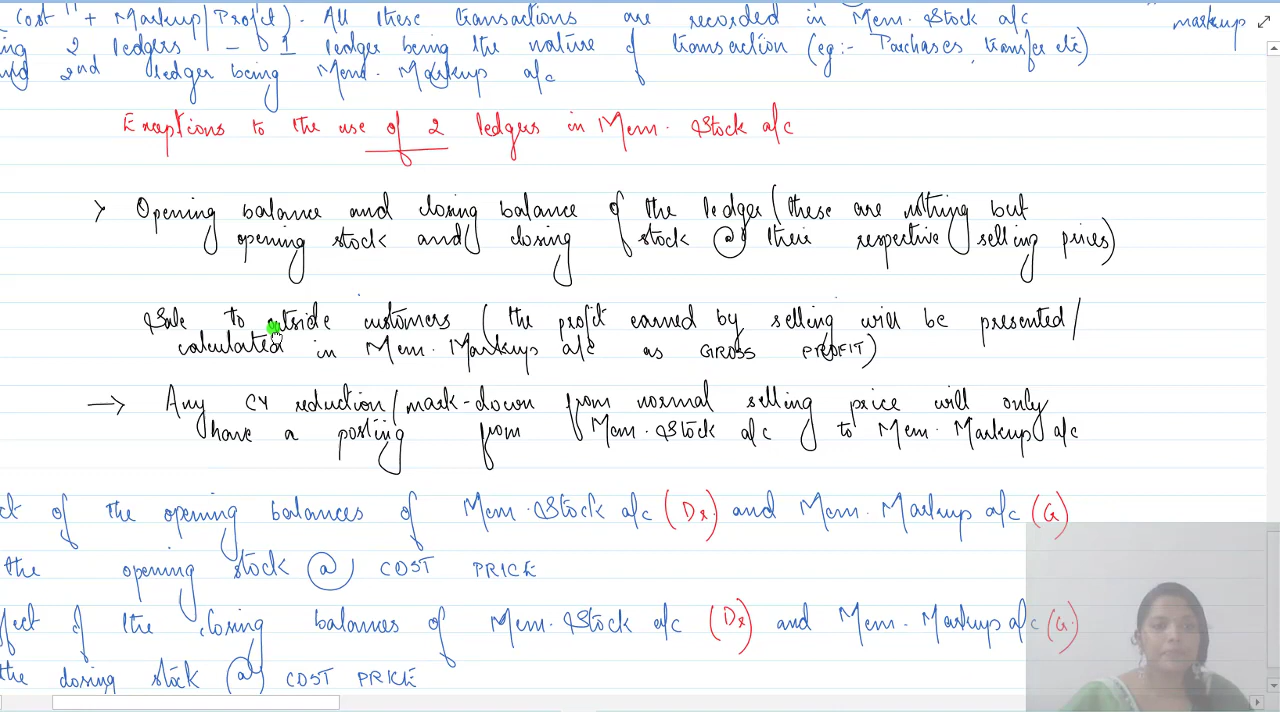 Cost" + Markup/Profit). All these transactions are recorded in Mem. Stock a/c
markup
ing 2 ledgers - 1 ledger being the nature of transaction (eg:- Purchases, transfer etc)
and 2nd ledger being Mem. Markup a/c
Exceptions to the use of 2 ledgers in Mem. Stock a/c
> Opening balance and closing balance of the ledger (these are nothing but
opening stock and closing stock @ their respective selling prices)
Sale to outside customers (the profit earned by selling will be presented/
calculated in Mem. Markup a/c as GROSS PROFIT)
→ Any CY reduction/mark-down from normal selling price will only
have a posting from Mem. Stock a/c to Mem. Markup a/c
ct of the opening balances of Mem. Stock a/c (Dr) and Mem. Markup a/c (Cr)
the opening stock @ COST PRICE
ffect of the closing balances of Mem. Stock a/c (Dr) and Mem. Markup a/c (Cr)
the closing stock @ COST PRICE